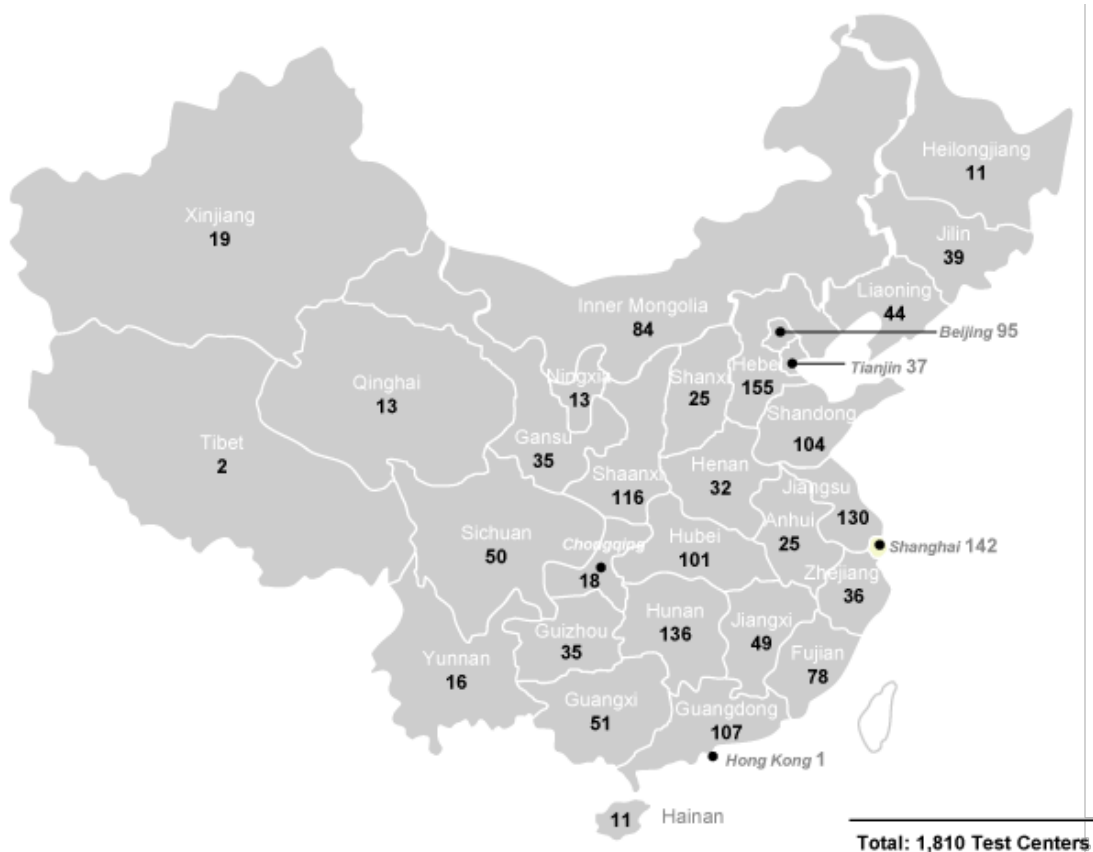 Heilongjiang
11
Xinjiang
19
Jilin
39
Liaoning
44
Inner Mongolia
84
Beijing 95
Tianjin 37
Hebei
155
Shanxi
25
Ningxia
13
Qinghai
13
Shandong
104
Gansu
35
Tibet
2
Shaanxi
116
Henan
32
Jiangsu
130
Anhui
25
Sichuan
50
Chongqing
18
Hubei
101
Shanghai 142
Zhejiang
36
Hunan
136
Jiangxi
49
Guizhou
35
Fujian
78
Yunnan
16
Guangxi
51
Guangdong
107
Hong Kong 1
11 Hainan
Total: 1,810 Test Centers